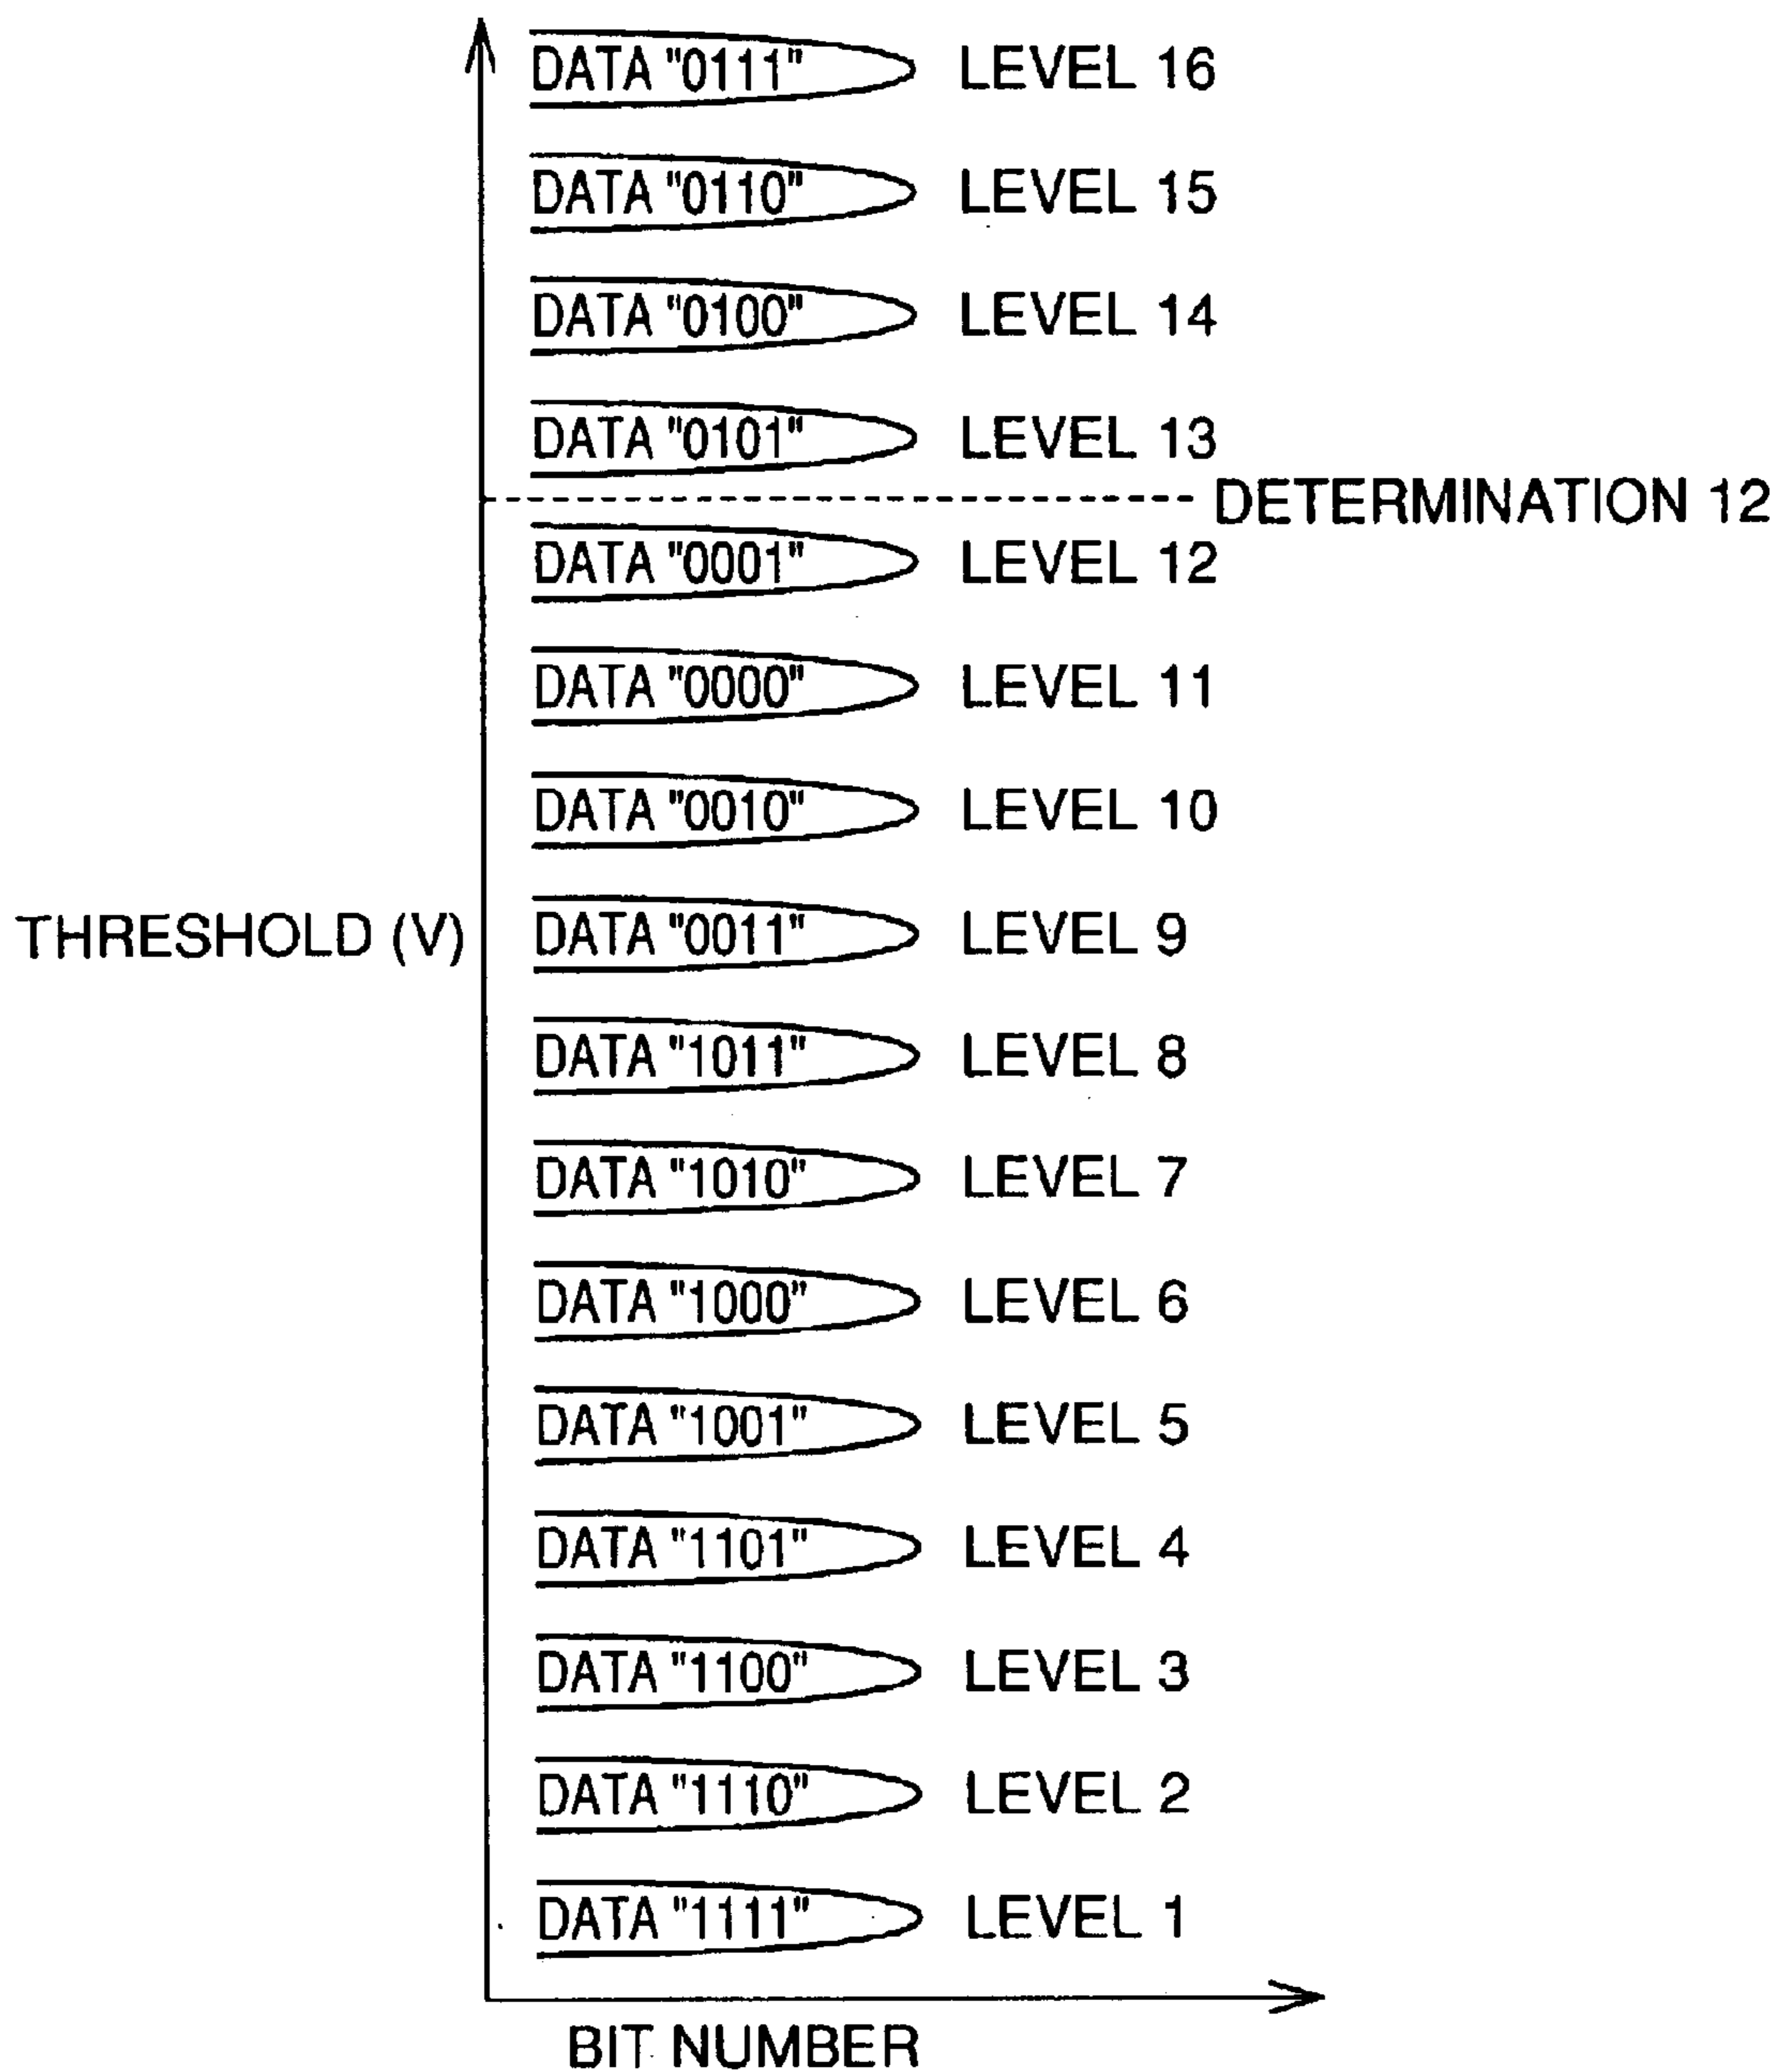 DATA "0111" LEVEL 16
DATA "0110" LEVEL 15
DATA "0100" LEVEL 14
DATA "0101" LEVEL 13
DETERMINATION 12
DATA "0001" LEVEL 12
DATA "0000" LEVEL 11
DATA "0010" LEVEL 10
THRESHOLD (V) DATA "0011" LEVEL 9
DATA "1011" LEVEL 8
DATA "1010" LEVEL 7
DATA "1000" LEVEL 6
DATA "1001" LEVEL 5
DATA "1101" LEVEL 4
DATA "1100" LEVEL 3
DATA "1110" LEVEL 2
DATA "1111" LEVEL 1
BIT NUMBER